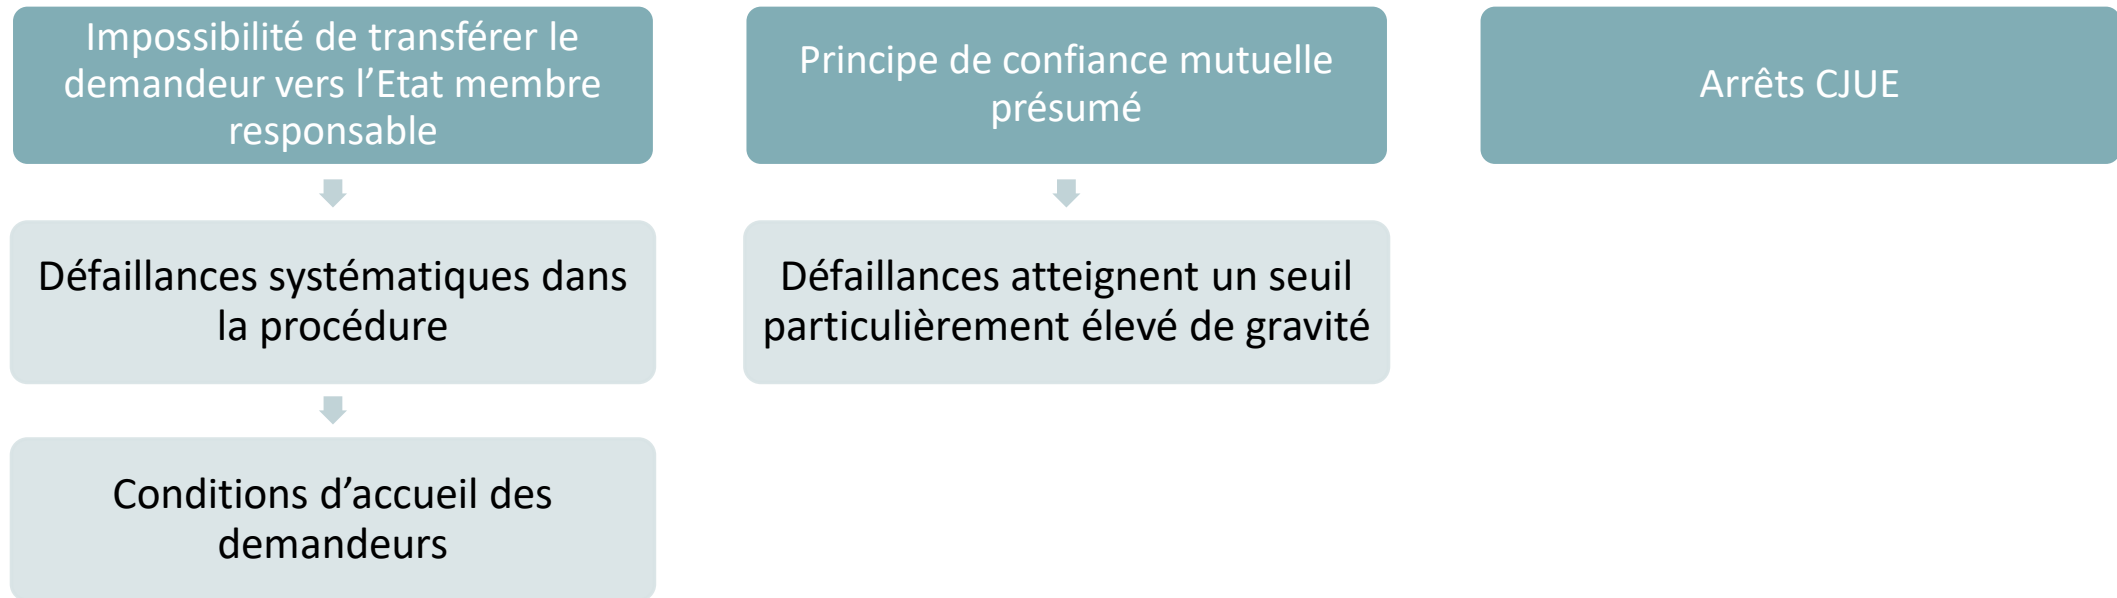 Impossibilité de transférer le
demandeur vers l’Etat membre
responsable
Défaillances systématiques dans
la procédure
Conditions d’accueil des
demandeurs
Principe de confiance mutuelle
présumé
Défaillances atteignent un seuil
particulièrement élevé de gravité
Arrêts CJUE